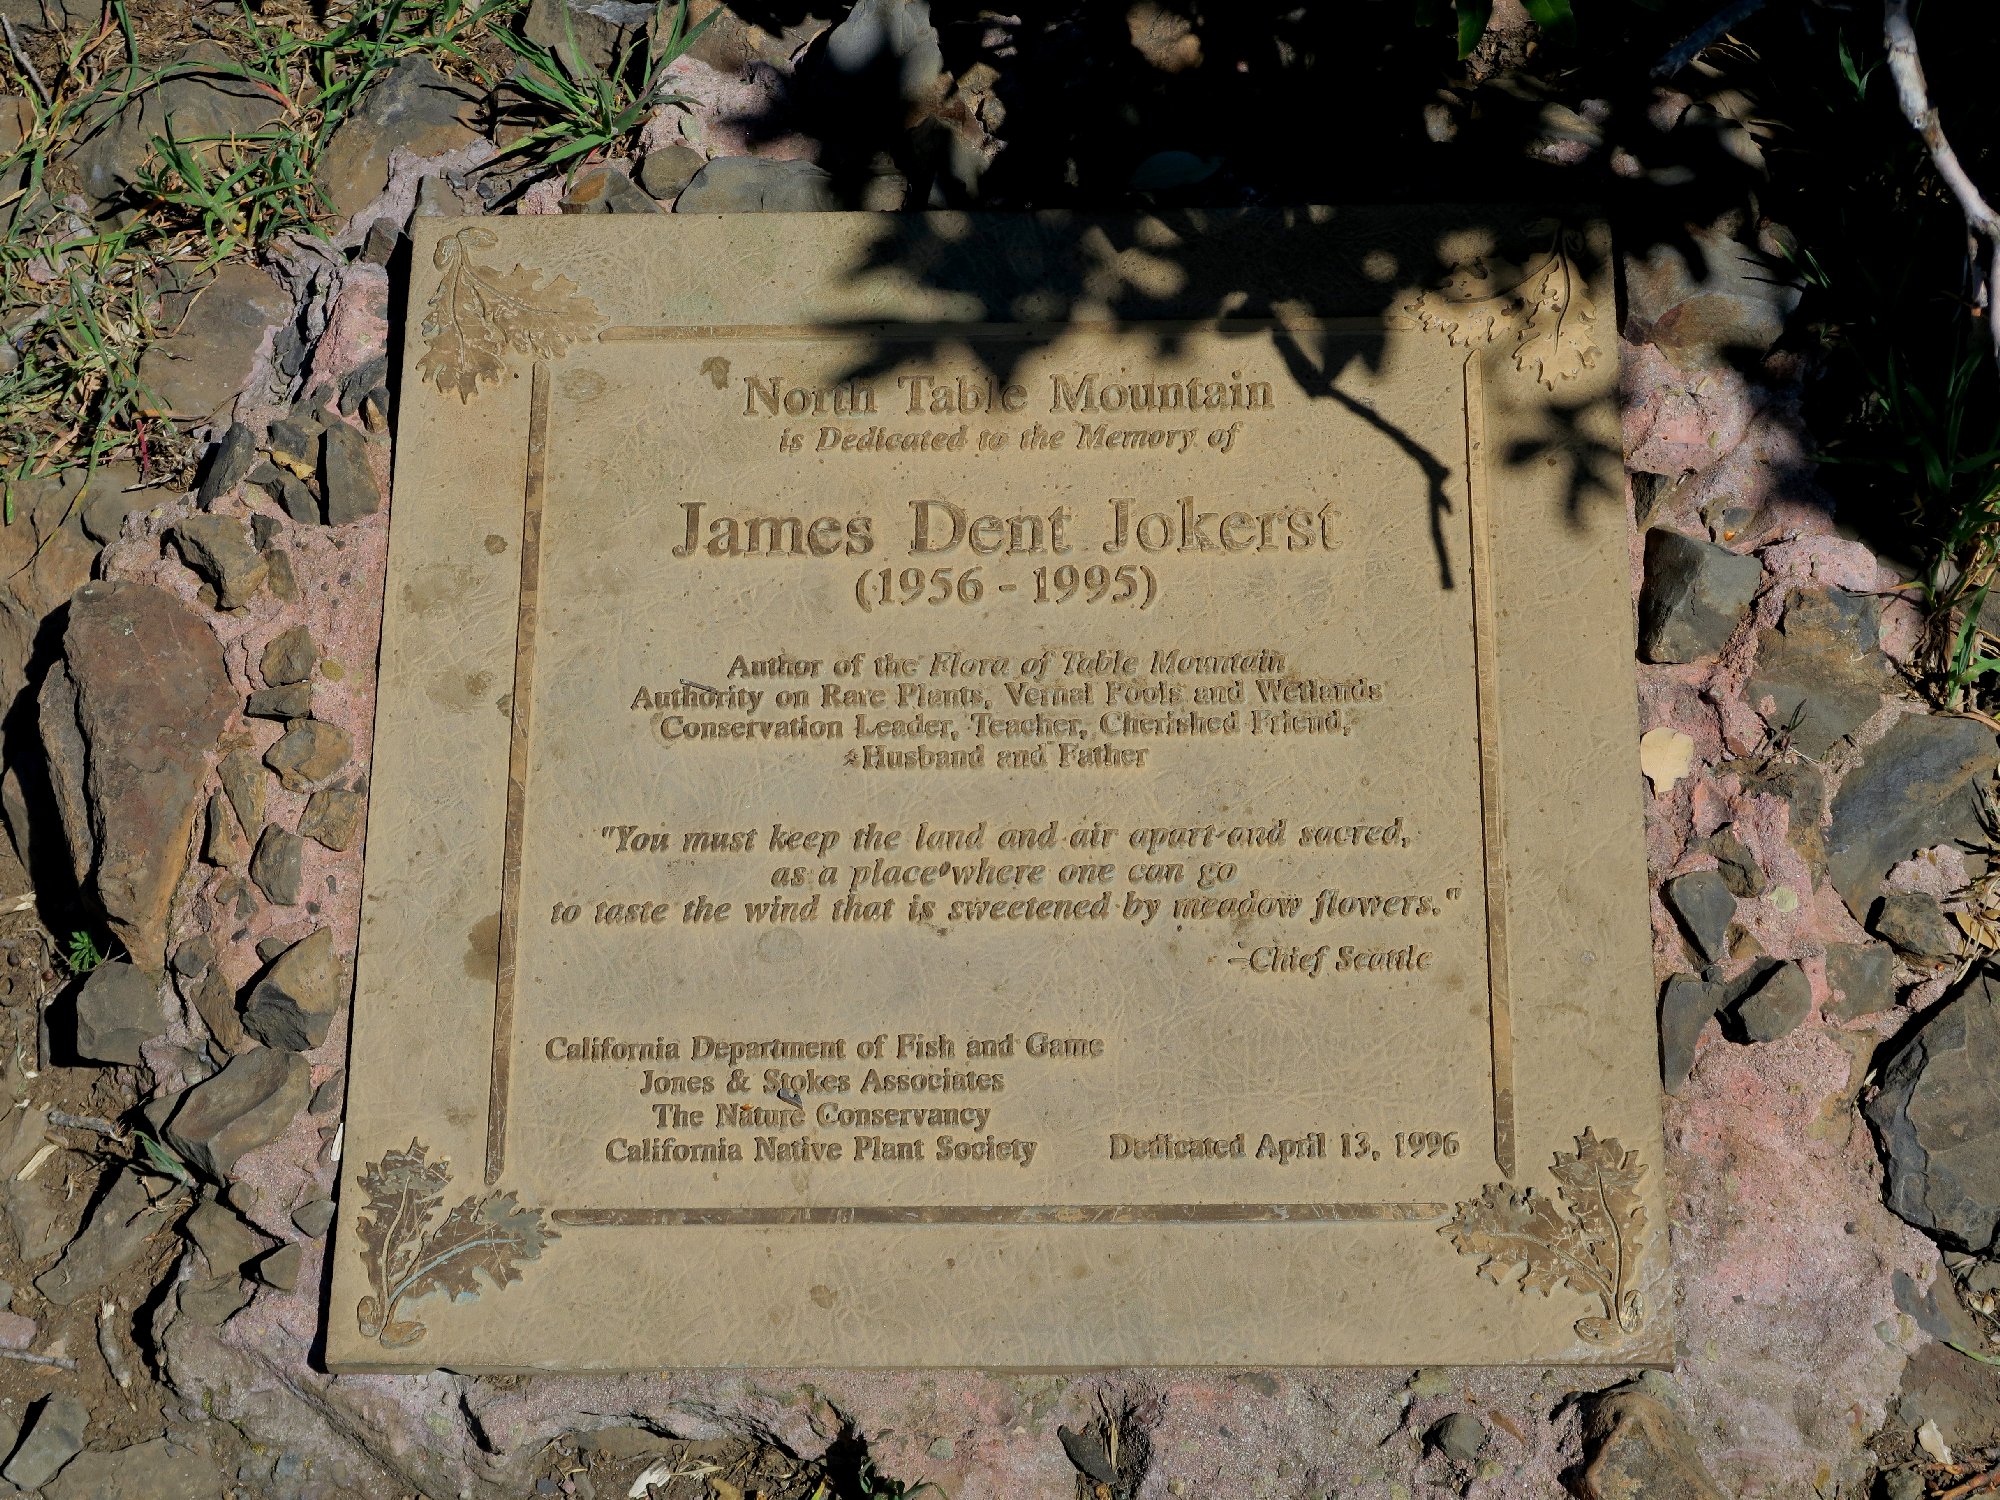 North Table Mountain
is Dedicated to the Memory of
James Dent Jokerst
(1956 - 1995)
Author of the Flora of Table Mountain
Authority on Rare Plants, Vernal Pools and Wetlands
Conservation Leader, Teacher, Cherished Friend,
Husband and Father
"You must keep the land and air apart and sacred,
as a place where one can go
to taste the wind that is sweetened by meadow flowers."
-Chief Seattle
California Department of Fish and Game
Jones & Stokes Associates
The Nature Conservancy
California Native Plant Society
Dedicated April 13, 1996